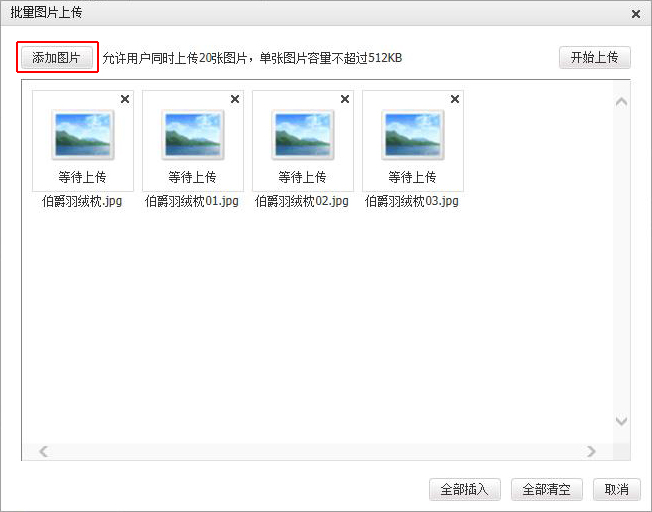 批量图片上传
添加图片 允许用户同时上传20张图片，单张图片容量不超过512KB 开始上传
等待上传 等待上传 等待上传 等待上传
伯爵羽绒枕.jpg 伯爵羽绒枕01.jpg 伯爵羽绒枕02.jpg 伯爵羽绒枕03.jpg
全部插入 全部清空 取消